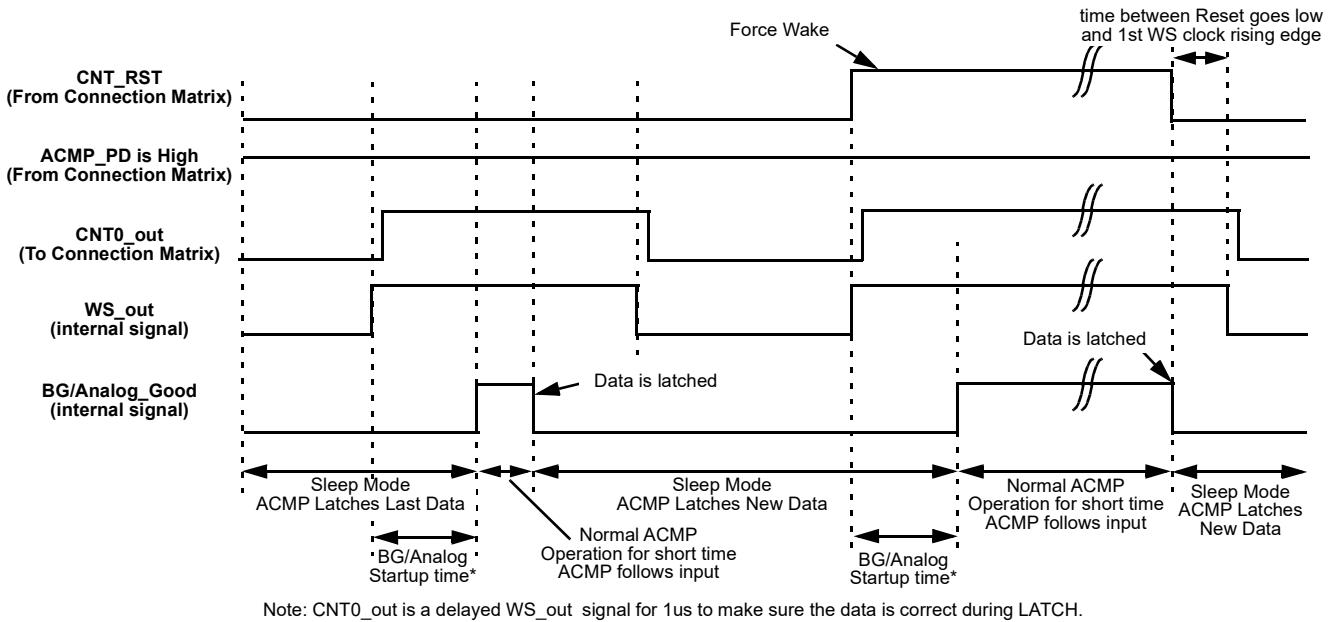 time between Reset goes low
and 1st WS clock rising edge
Force Wake
CNT_RST
(From Connection Matrix)
ACMP_PD is High
(From Connection Matrix)
CNT0_out
(To Connection Matrix)
WS_out
(internal signal)
Data is latched
BG/Analog_Good
(internal signal)
Data is latched
Sleep Mode
ACMP Latches Last Data
Sleep Mode
ACMP Latches New Data
Normal ACMP
Operation for short time
ACMP follows input
Sleep Mode
ACMP Latches
New Data
Normal ACMP
Operation for short time
ACMP follows input
BG/Analog
Startup time*
BG/Analog
Startup time*
Note: CNT0_out is a delayed WS_out signal for 1us to make sure the data is correct during LATCH.